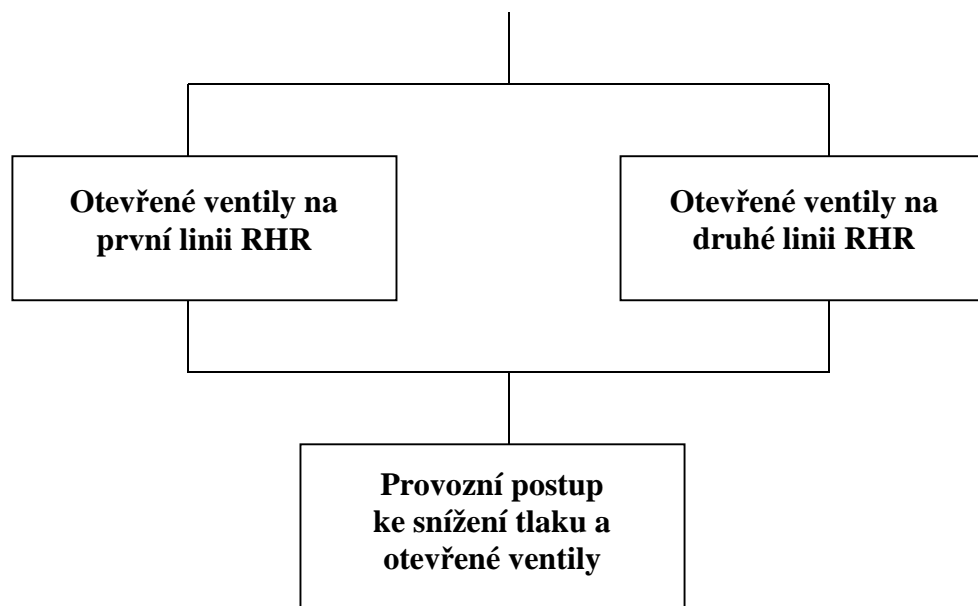 Otevřené ventily na
první linii RHR
Otevřené ventily na
druhé linii RHR
Provozní postup
ke snížení tlaku a
otevřené ventily